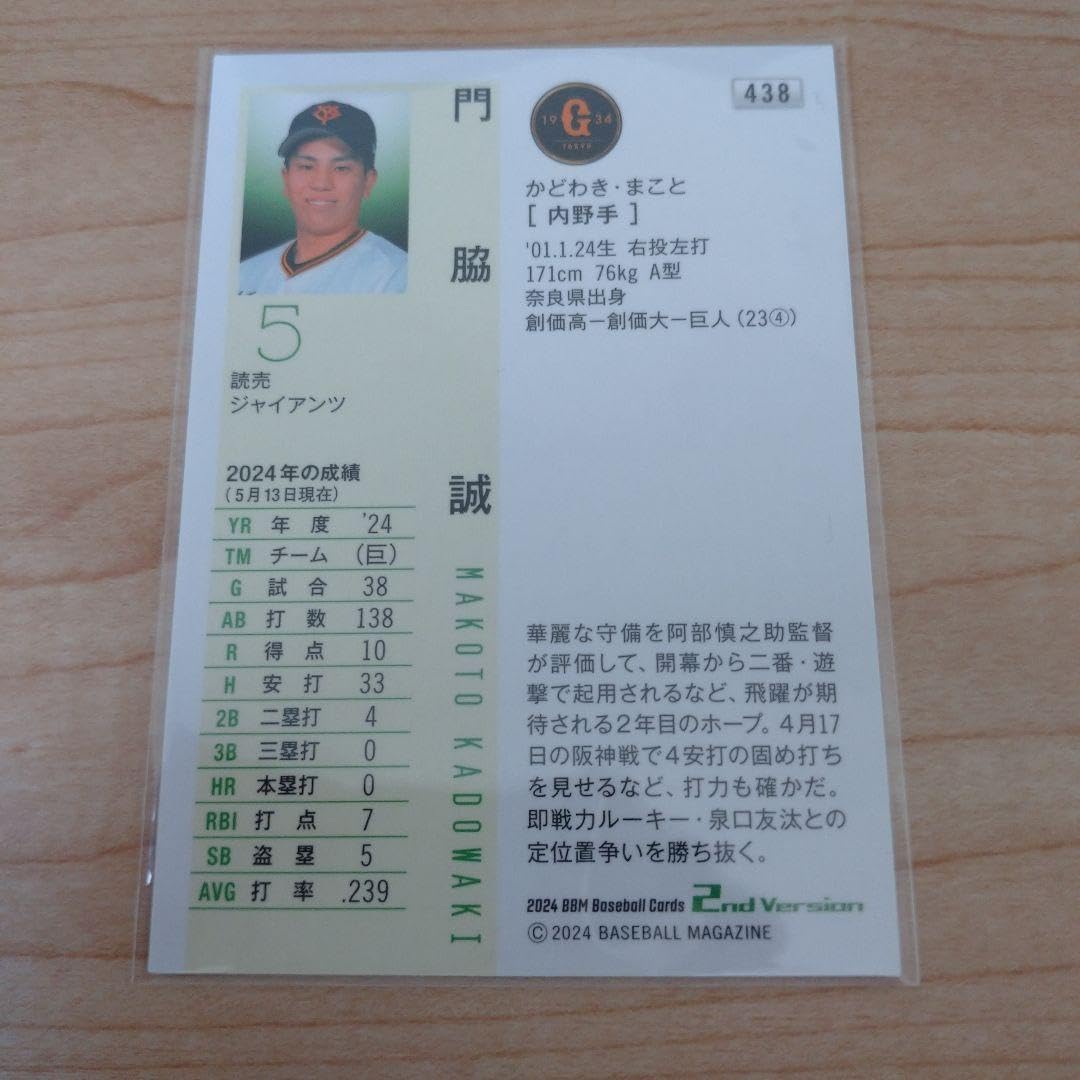 門脇誠
MAKOTO KADOWAKI
5
読売
ジャイアンツ
2024年の成績
(5月13日現在)
YR 年度 '24
TM チーム (巨)
G 試合 38
AB 打数 138
R 得点 10
H 安打 33
2B 二塁打 4
3B 三塁打 0
HR 本塁打 0
RBI 打点 7
SB 盗塁 5
AVG 打率 .239
19 G 34
TOKYO
438
かどわき・まこと
[ 内野手 ]
'01.1.24生 右投左打
171cm 76kg A型
奈良県出身
創価高－創価大－巨人 (23④)
華麗な守備を阿部慎之助監督
が評価して、開幕から二番・遊
撃で起用されるなど、飛躍が期
待される2年目のホープ。4月17
日の阪神戦で4安打の固め打ち
を見せるなど、打力も確かだ。
即戦力ルーキー・泉口友汰との
定位置争いを勝ち抜く。
2024 BBM Baseball Cards 2nd Version
© 2024 BASEBALL MAGAZINE